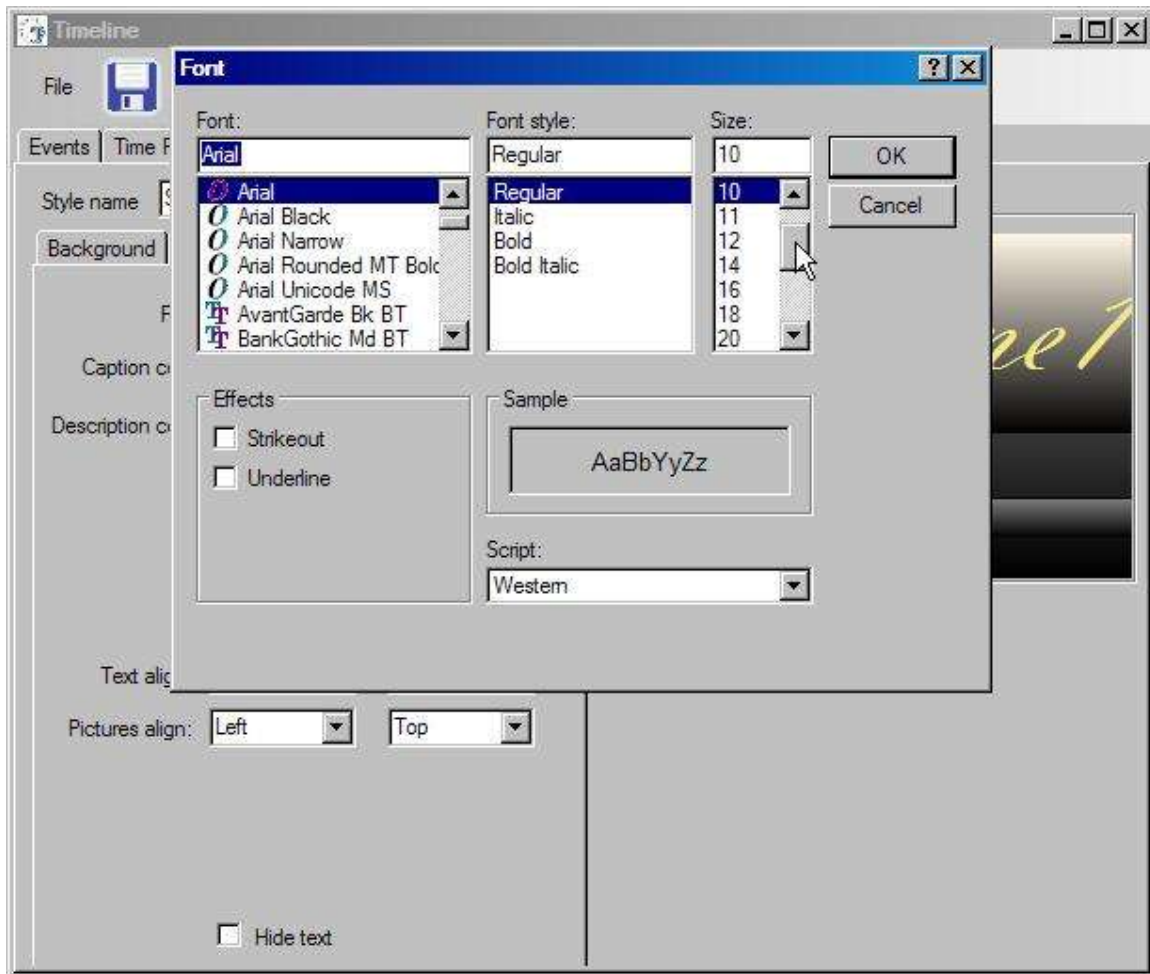 Timeline
File
Font
Events
Time
Style name
Background
Caption
Description
Font:
Font style:
Size:
Arial
Regular
10
OK
Cancel
Arial
Arial Black
Arial Narrow
Arial Rounded MT Bold
Arial Unicode MS
AvantGarde Bk BT
BankGothic Md BT
Regular
Italic
Bold
Bold Italic
10
11
12
14
16
18
20
Effects
Strikeout
Underline
Sample
AaBbYyZz
Script:
Western
Text
Pictures align:
Left
Top
Hide text